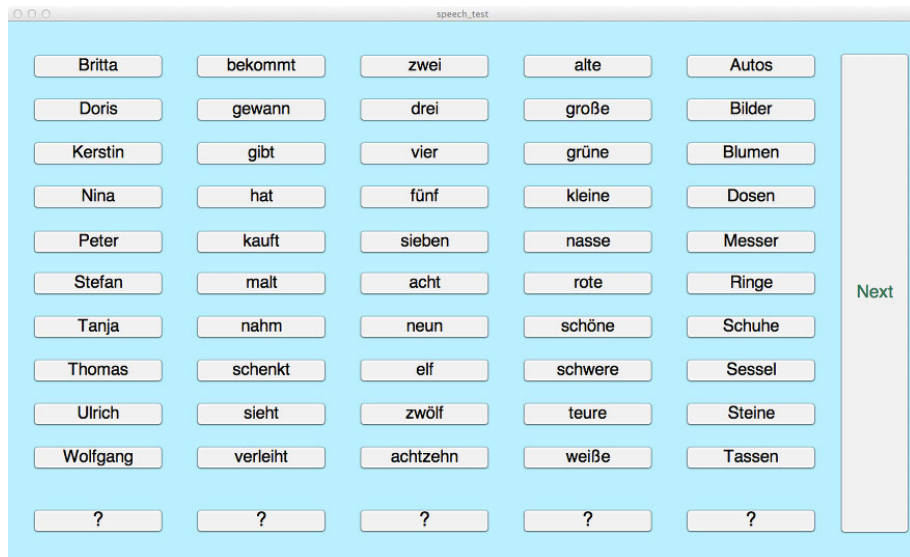 speech_test
Britta bekommt zwei alte Autos
Doris gewann drei große Bilder
Kerstin gibt vier grüne Blumen
Nina hat fünf kleine Dosen
Peter kauft sieben nasse Messer
Stefan malt acht rote Ringe
Next
Tanja nahm neun schöne Schuhe
Thomas schenkt elf schwere Sessel
Ulrich sieht zwölf teure Steine
Wolfgang verleiht achtzehn weiße Tassen
? ? ? ? ?